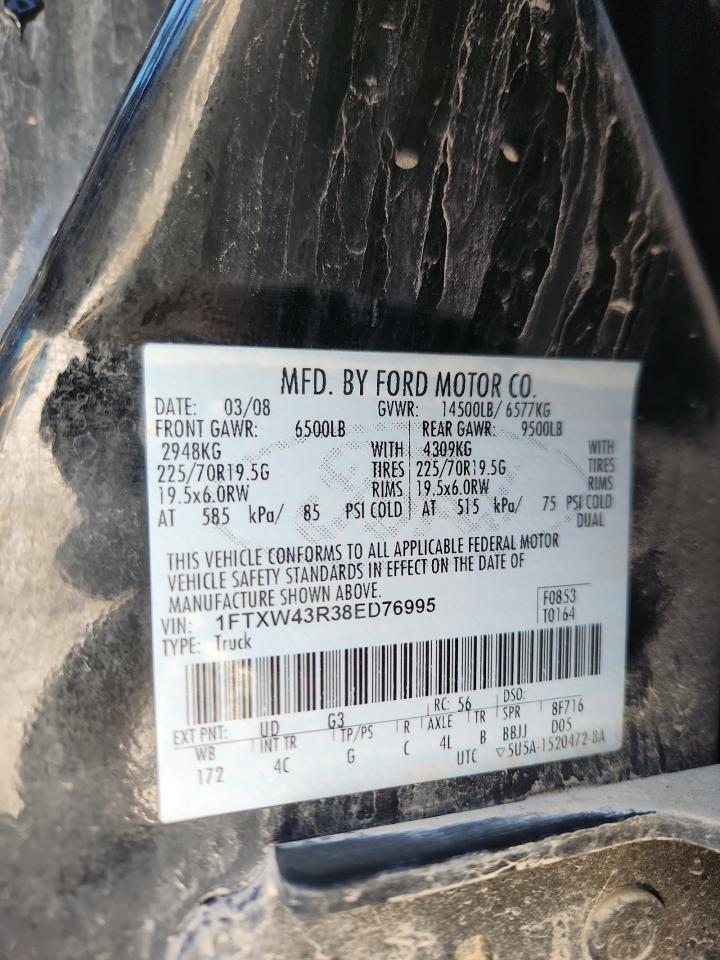 MFD. BY FORD MOTOR CO.
DATE: 03/08 GVWR: 14500LB/ 6577KG
FRONT GAWR: 6500LB REAR GAWR: 9500LB
2948KG WITH 4309KG WITH
225/70R19.5G TIRES 225/70R19.5G TIRES
19.5x6.0RW RIMS 19.5x6.0RW RIMS
AT 585 kPa/ 85 PSI COLD AT 515 kPa/ 75 PSI COLD
DUAL
THIS VEHICLE CONFORMS TO ALL APPLICABLE FEDERAL MOTOR
VEHICLE SAFETY STANDARDS IN EFFECT ON THE DATE OF
MANUFACTURE SHOWN ABOVE.
VIN: 1FTXW43R38ED76995 F0853
TYPE: Truck T0164
EXT PNT: UD G3 RC: 56 DSO:
WB INT TR TP/PS R AXLE TR SPR 8F716
172 4C G C 4L B BBJJ D05
UTC ▽5U5A-1520472-BA